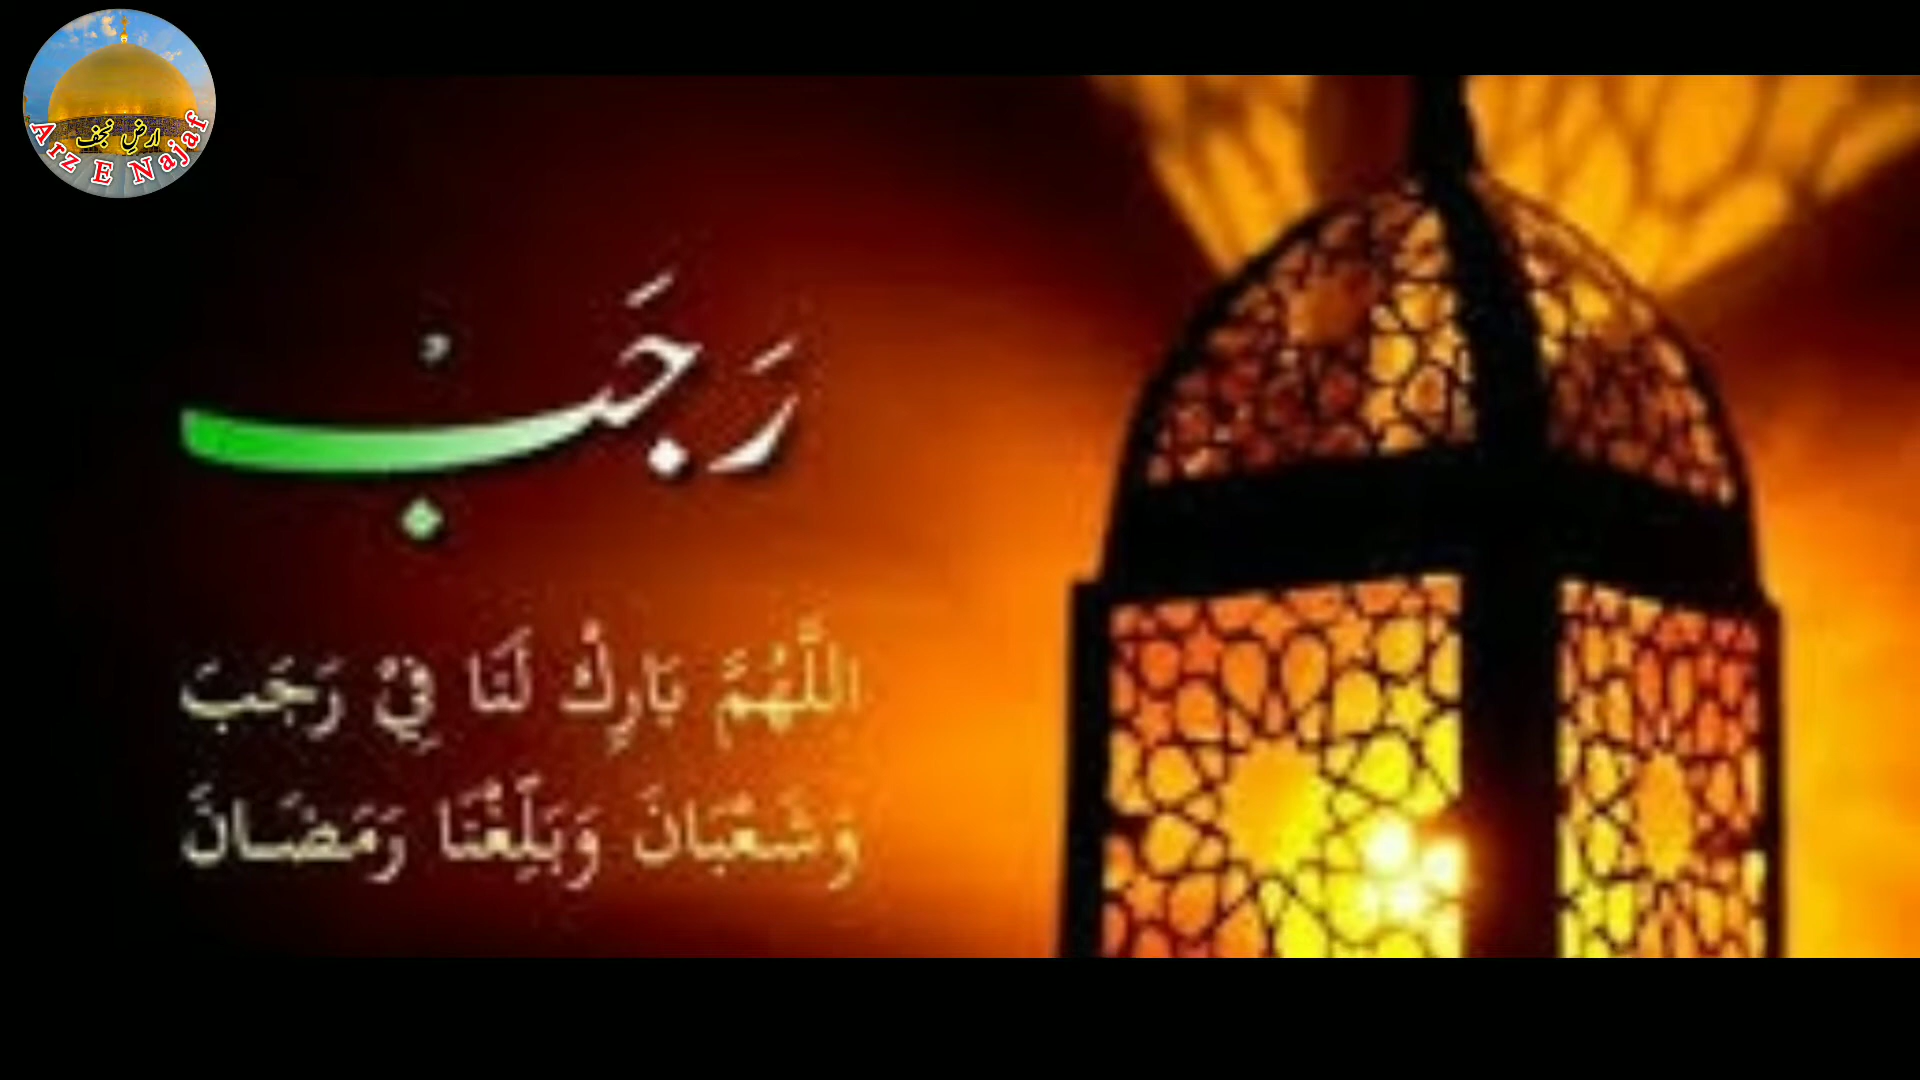 ارضِ نجف
Arz E Najaf
رَجَبْ
اللَّهُمَّ بَارِكْ لَنَا فِيْ رَجَبَ
وَشَعْبَانَ وَبَلِّغْنَا رَمَضَانَ